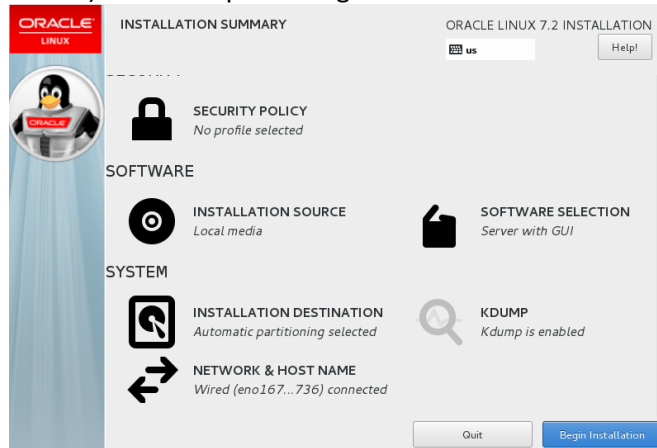 ORACLE
LINUX
INSTALLATION SUMMARY
ORACLE LINUX 7.2 INSTALLATION
us
Help!
ORACLE
SECURITY POLICY
No profile selected
SOFTWARE
INSTALLATION SOURCE
Local media
SOFTWARE SELECTION
Server with GUI
SYSTEM
INSTALLATION DESTINATION
Automatic partitioning selected
KDUMP
Kdump is enabled
NETWORK & HOST NAME
Wired (eno167...736) connected
Quit
Begin Installation